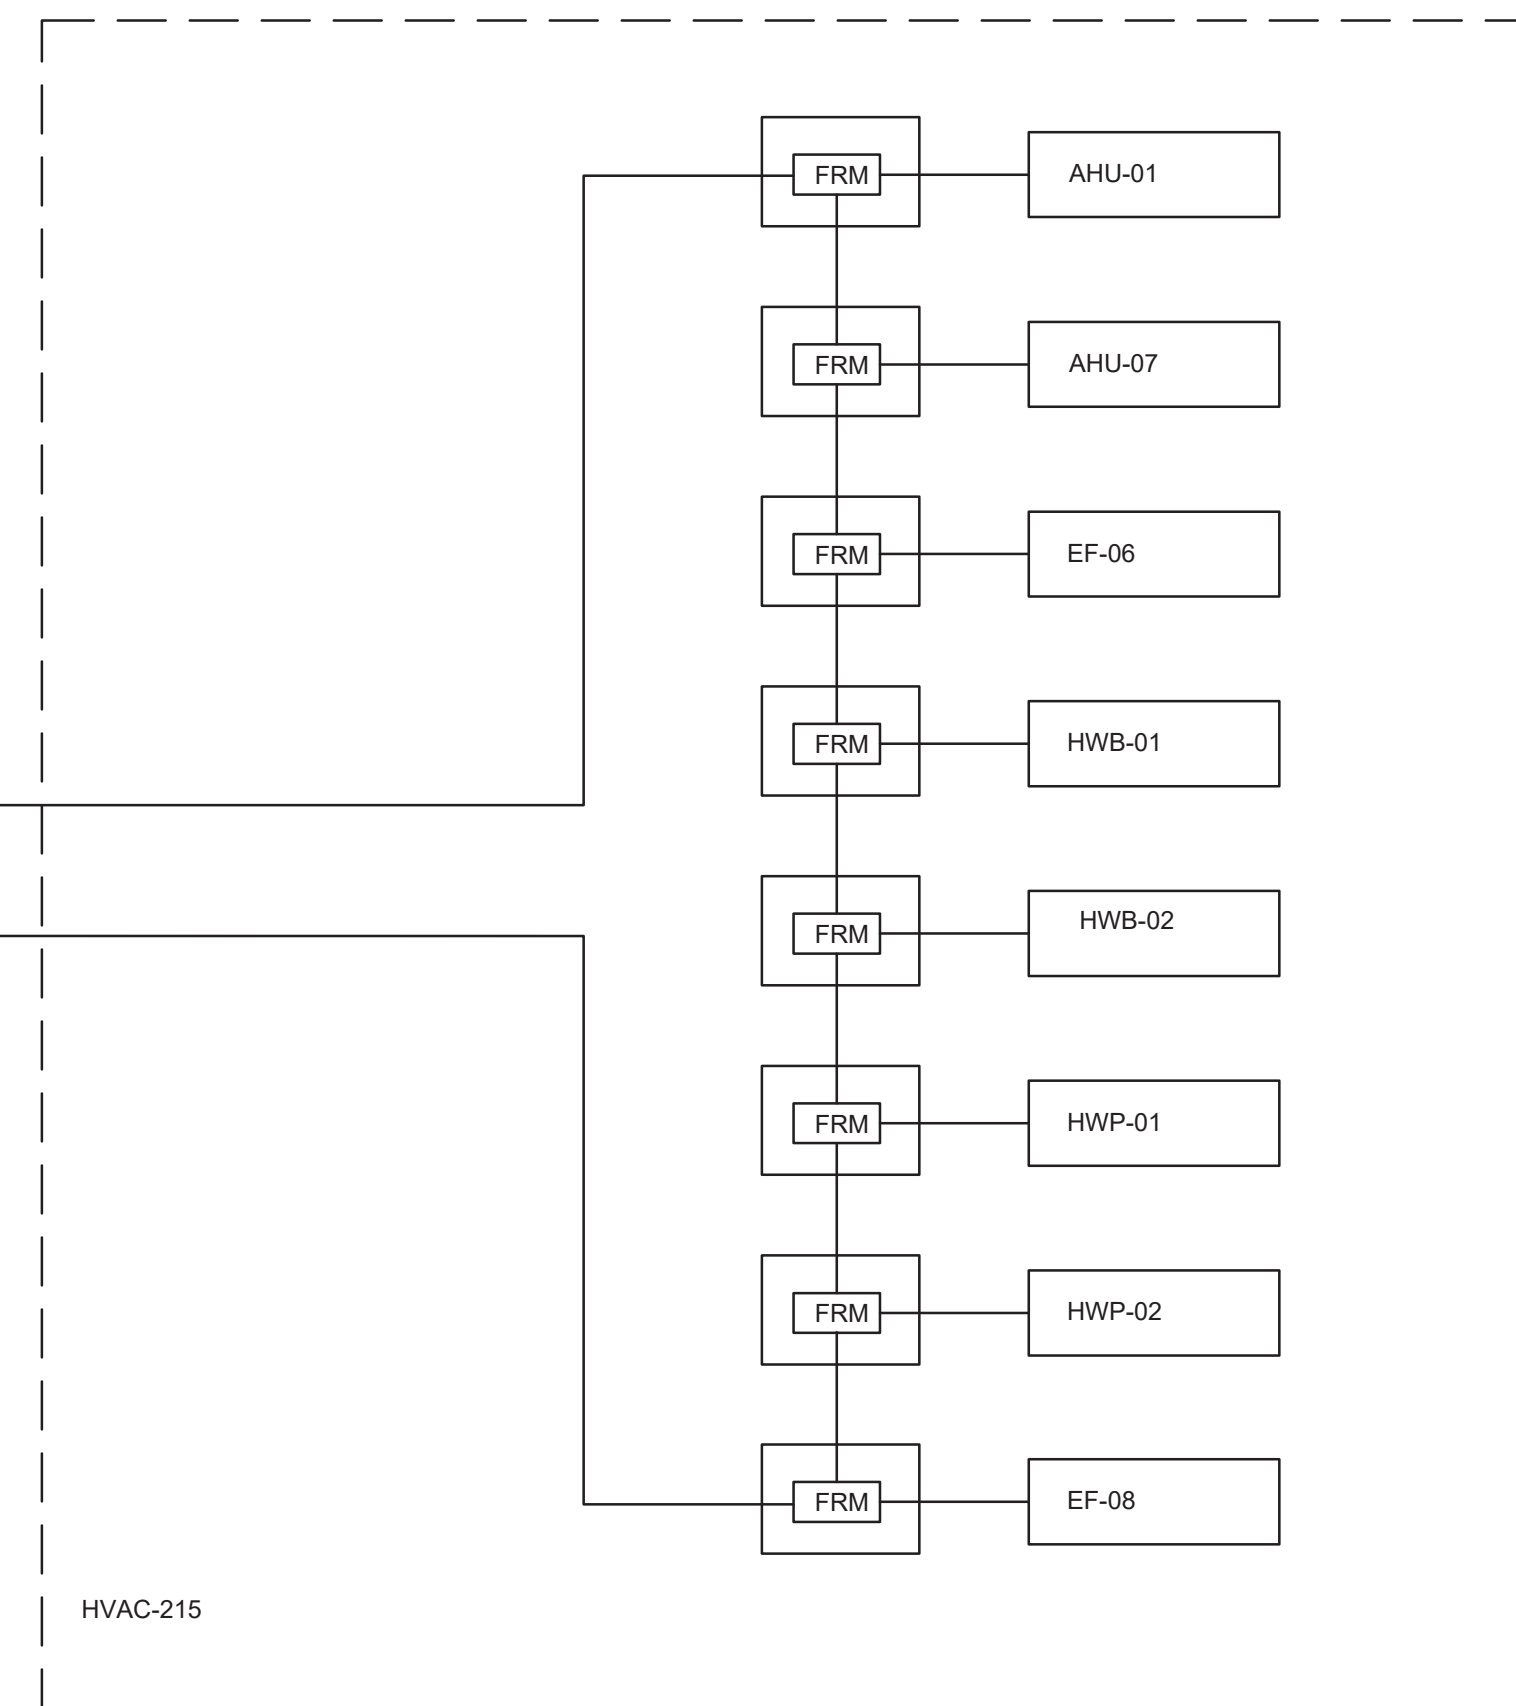 FRM AHU-01
FRM AHU-07
FRM EF-06
FRM HWB-01
FRM HWB-02
FRM HWP-01
FRM HWP-02
FRM EF-08
HVAC-215